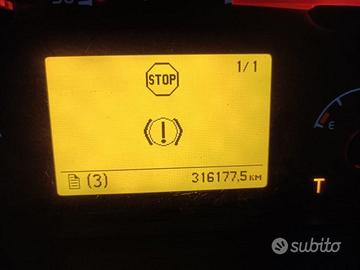 STOP
1/1
(!)
(3)
316177,5 KM
E
T
subito